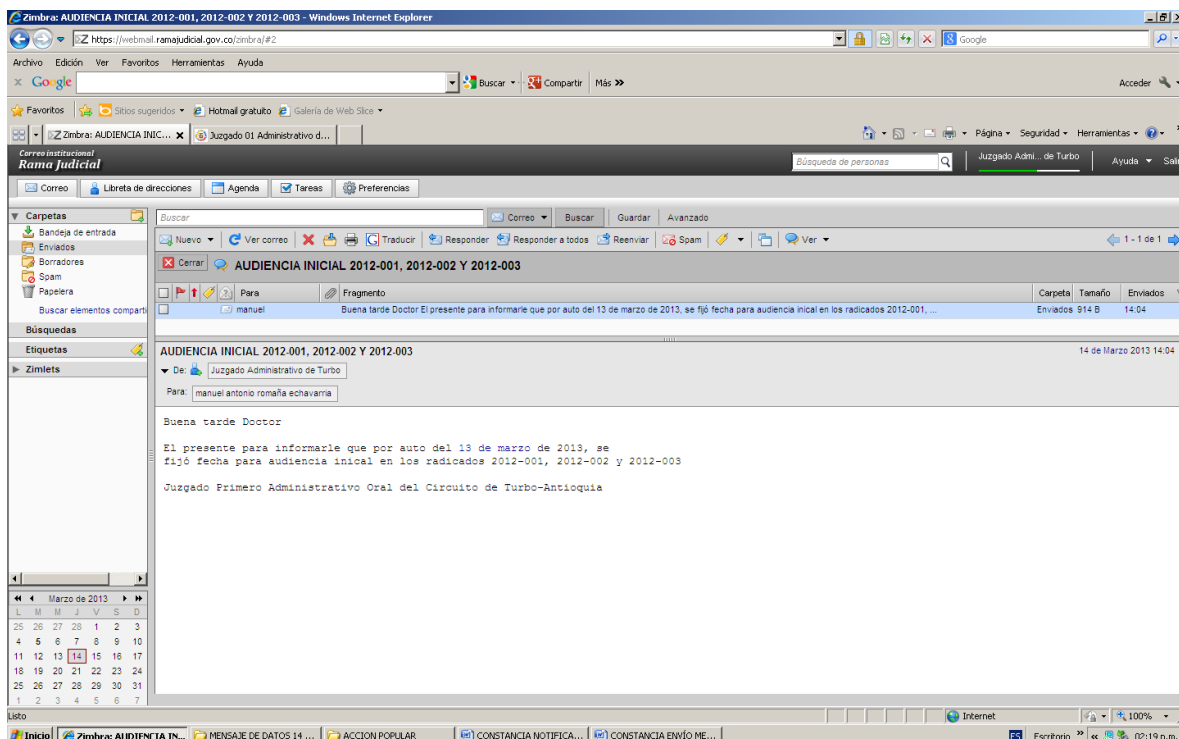 Zimbra: AUDIENCIA INICIAL 2012-001, 2012-002 Y 2012-003 - Windows Internet Explorer
https://webmail.ramajudicial.gov.co/zimbra/#2
Google
Archivo Edición Ver Favoritos Herramientas Ayuda
x Google Buscar Compartir Más >> Acceder
Favoritos Sitios sugeridos Hotmail gratuito Galería de Web Slice
Zimbra: AUDIENCIA INIC... x Juzgado 01 Administrativo d... Página Seguridad Herramientas
Correo institucional
Rama Judicial
Búsqueda de personas Juzgado Admi... de Turbo Ayuda Sali
Correo Libreta de direcciones Agenda Tareas Preferencias
Carpetas
Bandeja de entrada
Enviados
Borradores
Spam
Papelera
Buscar elementos comparti
Búsquedas
Etiquetas
Zimlets
Buscar Correo Buscar Guardar Avanzado
Nuevo Ver correo Traducir Responder Responder a todos Reenviar Spam Ver 1 - 1 de 1
Cerrar AUDIENCIA INICIAL 2012-001, 2012-002 Y 2012-003
Para Fragmento Carpeta Tamaño Enviados
manuel Buena tarde Doctor El presente para informarle que por auto del 13 de marzo de 2013, se fijó fecha para audiencia inical en los radicados 2012-001, ... Enviados 914 B 14:04
AUDIENCIA INICIAL 2012-001, 2012-002 Y 2012-003 14 de Marzo 2013 14:04
De: Juzgado Administrativo de Turbo
Para: manuel antonio romaña echavarria
Buena tarde Doctor
El presente para informarle que por auto del 13 de marzo de 2013, se
fijó fecha para audiencia inical en los radicados 2012-001, 2012-002 y 2012-003
Juzgado Primero Administrativo Oral del Circuito de Turbo-Antioquia
Marzo de 2013
L M M J V S D
25 26 27 28 1 2 3
4 5 6 7 8 9 10
11 12 13 14 15 16 17
18 19 20 21 22 23 24
25 26 27 28 29 30 31
1 2 3 4 5 6 7
Listo Internet 100%
Inicio Zimbra: AUDIENCIA IN... MENSAJE DE DATOS 14 ... ACCION POPULAR CONSTANCIA NOTIFICA... CONSTANCIA ENVÍO ME... ES Escritorio 02:19 p.m.